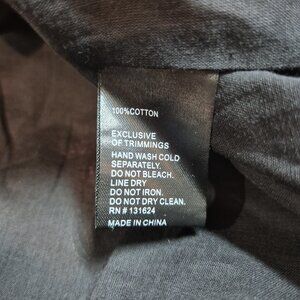 100%COTTON
EXCLUSIVE
OF TRIMMINGS
HAND WASH COLD
SEPARATELY.
DO NOT BLEACH.
LINE DRY
DO NOT IRON.
DO NOT DRY CLEAN.
RN # 131624
MADE IN CHINA